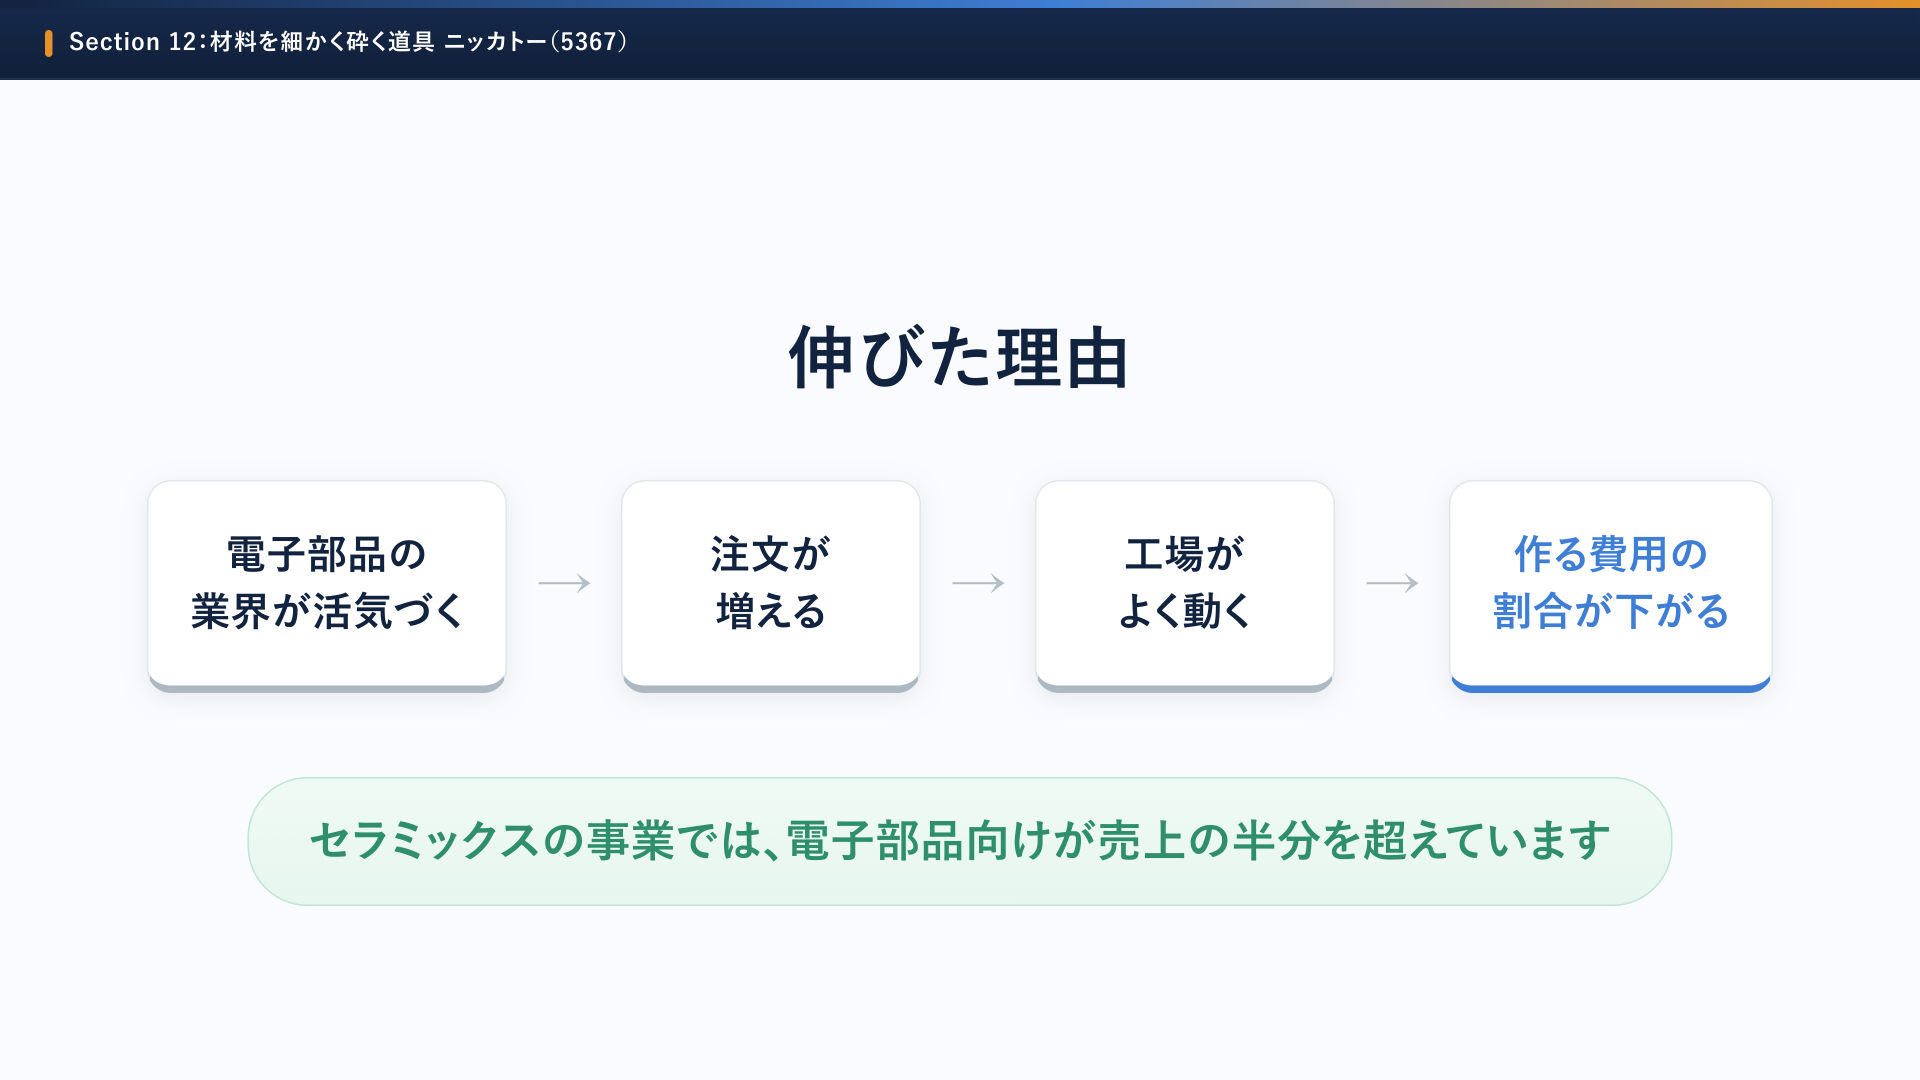 Section 12：材料を細かく砕く道具 ニッカトー（5367）
伸びた理由
電子部品の
業界が活気づく
→
注文が
増える
→
工場が
よく動く
→
作る費用の
割合が下がる
セラミックスの事業では、電子部品向けが売上の半分を超えています